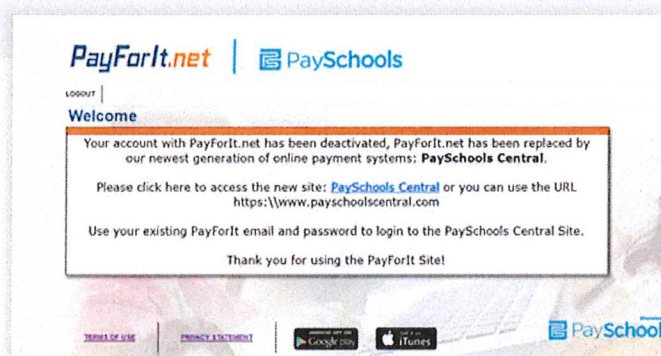 PayForIt.net
PaySchools
LOGOUT
Welcome
Your account with PayForIt.net has been deactivated, PayForIt.net has been replaced by
our newest generation of online payment systems: PaySchools Central.
Please click here to access the new site: PaySchools Central or you can use the URL
https:\\www.payschoolscentral.com
Use your existing PayForIt email and password to login to the PaySchools Central Site.
Thank you for using the PayForIt Site!
TERMS OF USE
PRIVACY STATEMENT
Google play
iTunes
PaySchool